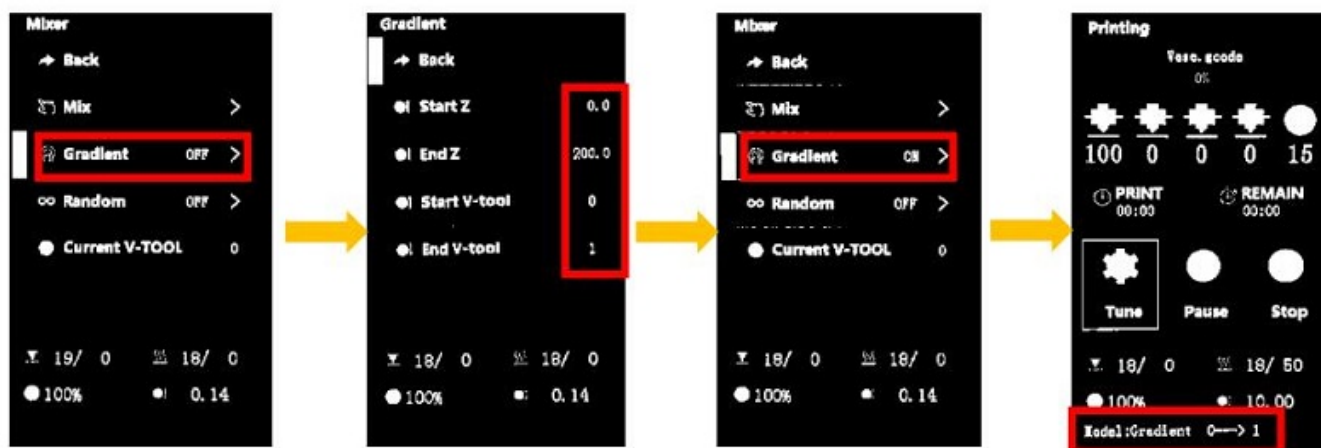 Mixer
Back
Mix >
Gradient OFF >
Random OFF >
Current V-TOOL 0
19/ 0 18/ 0
100% 0.14
Gradient
Back
Start Z 0.0
End Z 200.0
Start V-tool 0
End V-tool 1
18/ 0 18/ 0
100% 0.14
Mixer
Back
Mix >
Gradient ON >
Random OFF >
Current V-TOOL 0
18/ 0 18/ 0
100% 0.14
Printing
Vase.gcode
0%
100 0 0 0 15
PRINT REMAIN
00:00 00:00
Tune Pause Stop
18/ 0 18/ 50
100% 10.00
Model:Gradient 0---> 1